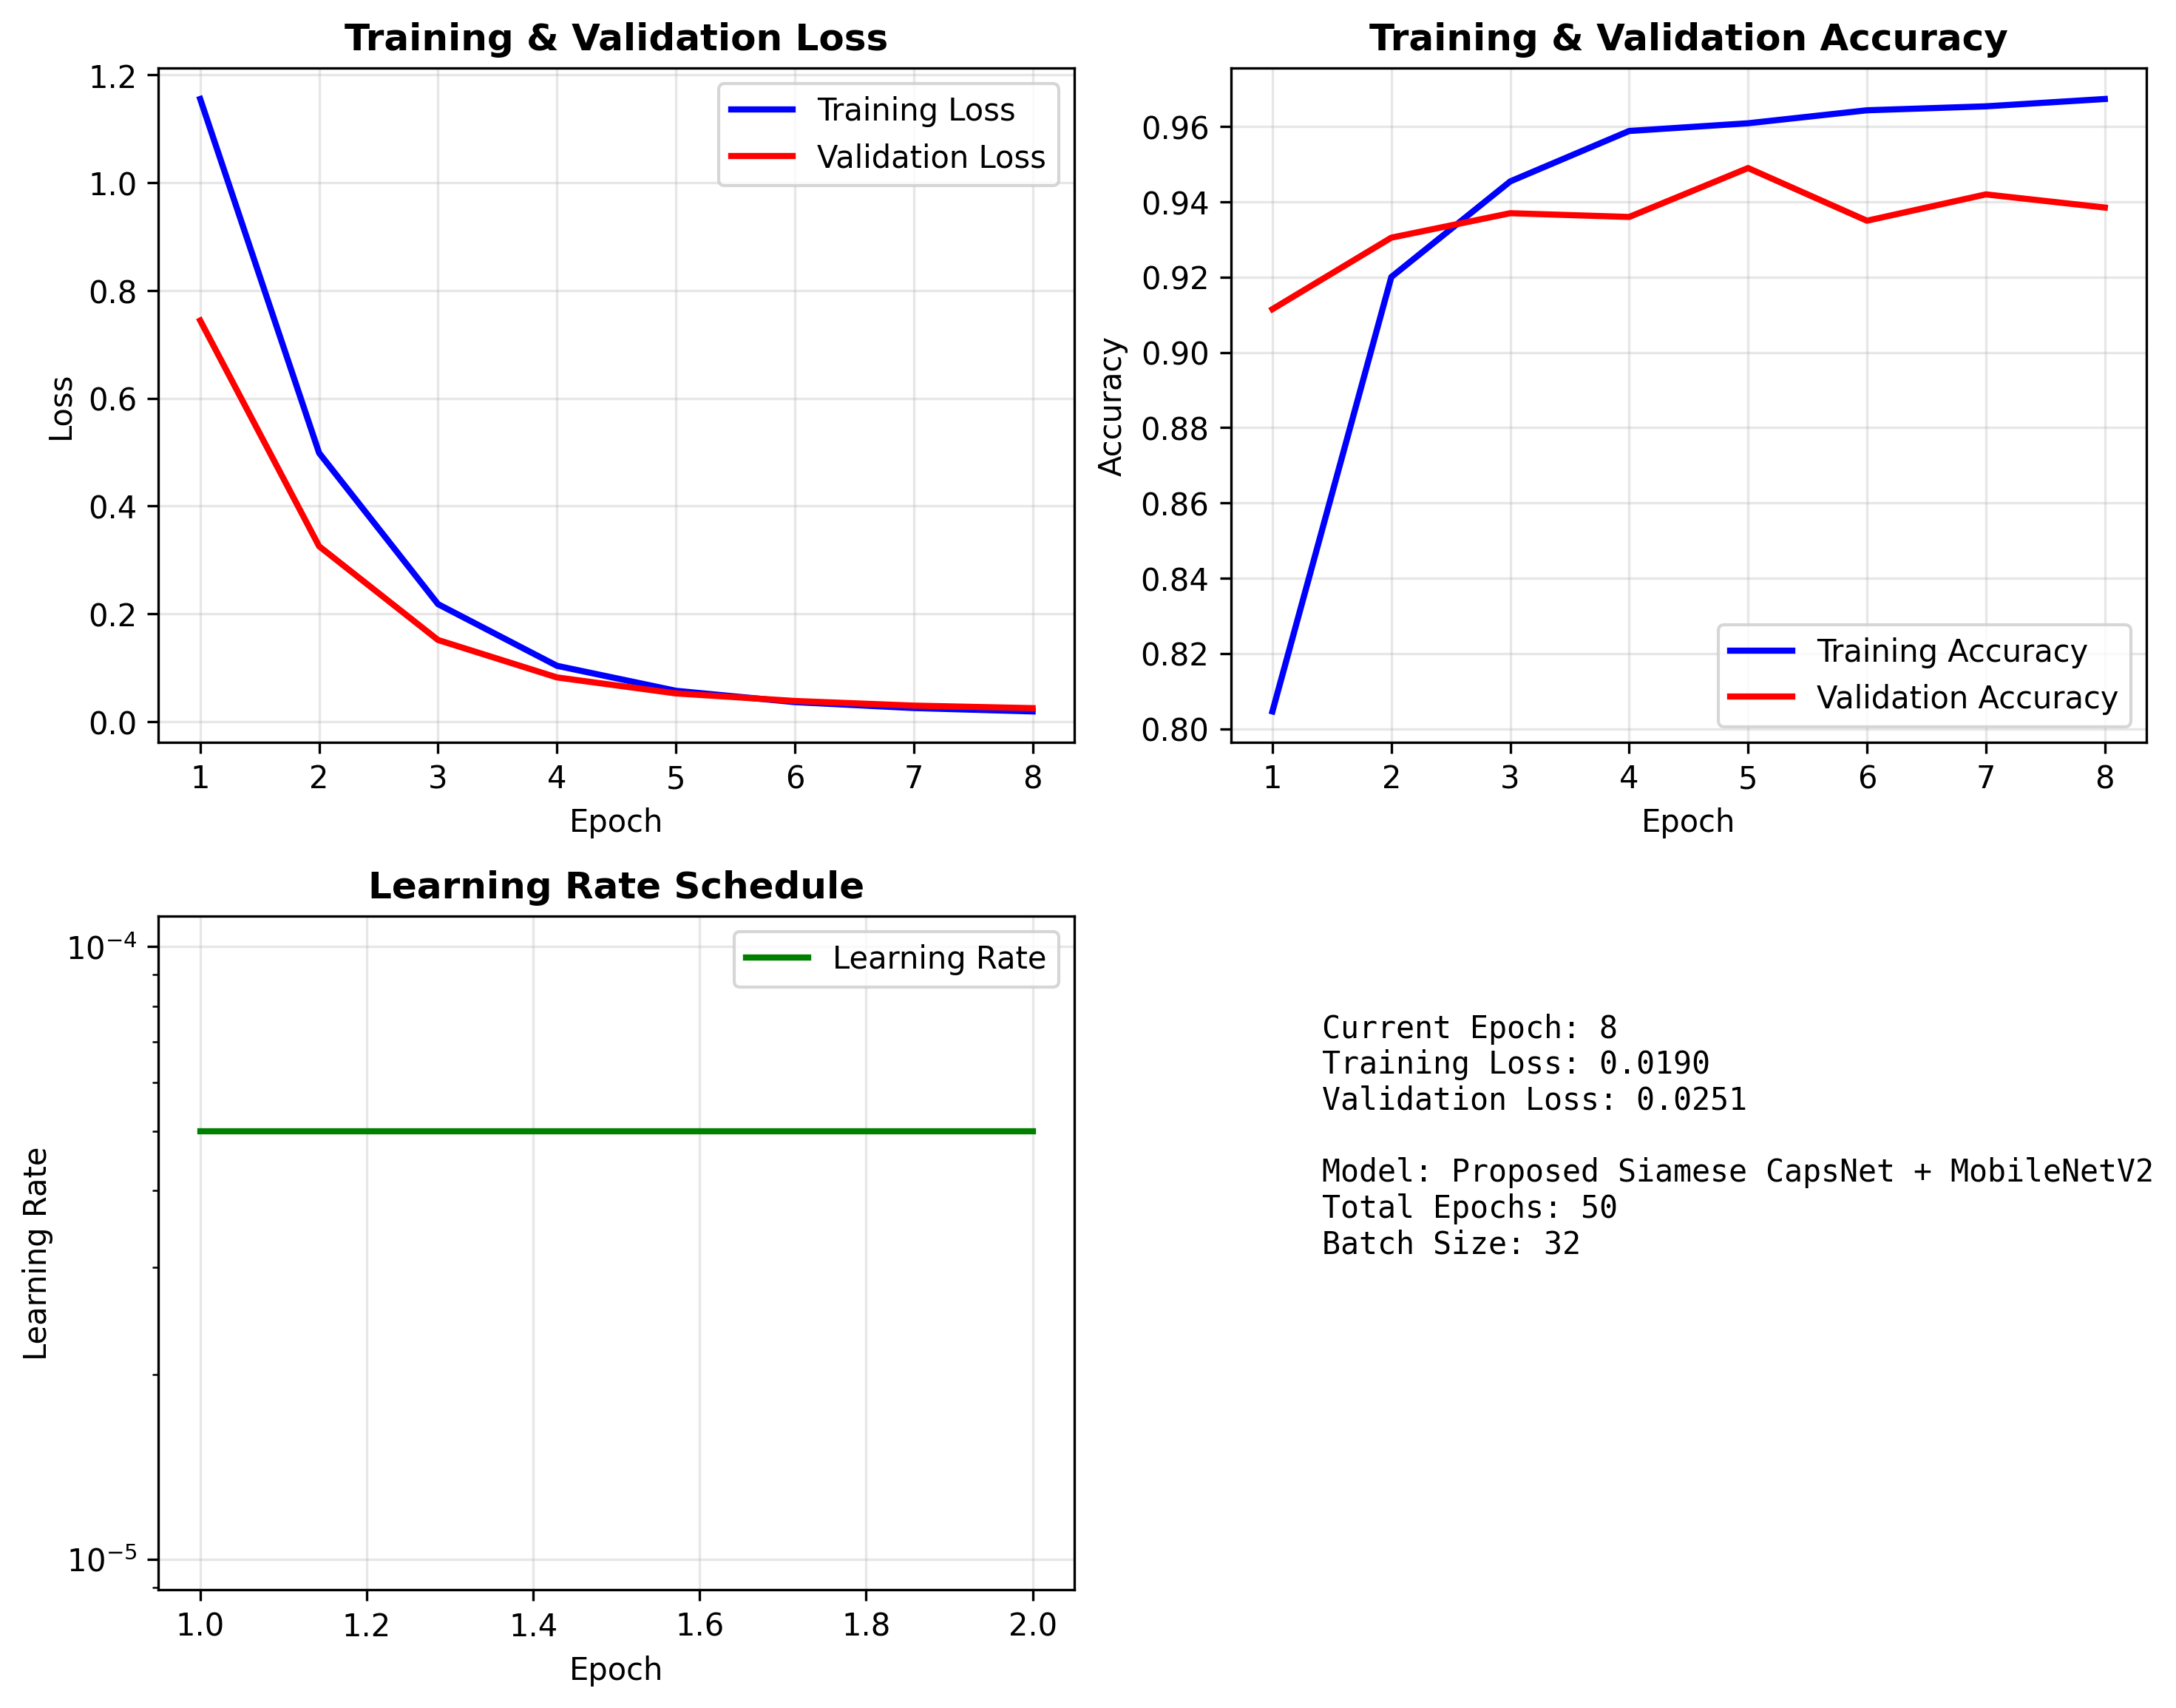 Training & Validation Loss
1.2
1.0
0.8
0.6
0.4
0.2
0.0
Loss
Training Loss
Validation Loss
1 2 3 4 5 6 7 8
Epoch
Training & Validation Accuracy
0.96
0.94
0.92
0.90
0.88
0.86
0.84
0.82
0.80
Accuracy
Training Accuracy
Validation Accuracy
1 2 3 4 5 6 7 8
Epoch
Learning Rate Schedule
10⁻⁴
10⁻⁵
Learning Rate
Learning Rate
1.0 1.2 1.4 1.6 1.8 2.0
Epoch
Current Epoch: 8
Training Loss: 0.0190
Validation Loss: 0.0251
Model: Proposed Siamese CapsNet + MobileNetV2
Total Epochs: 50
Batch Size: 32